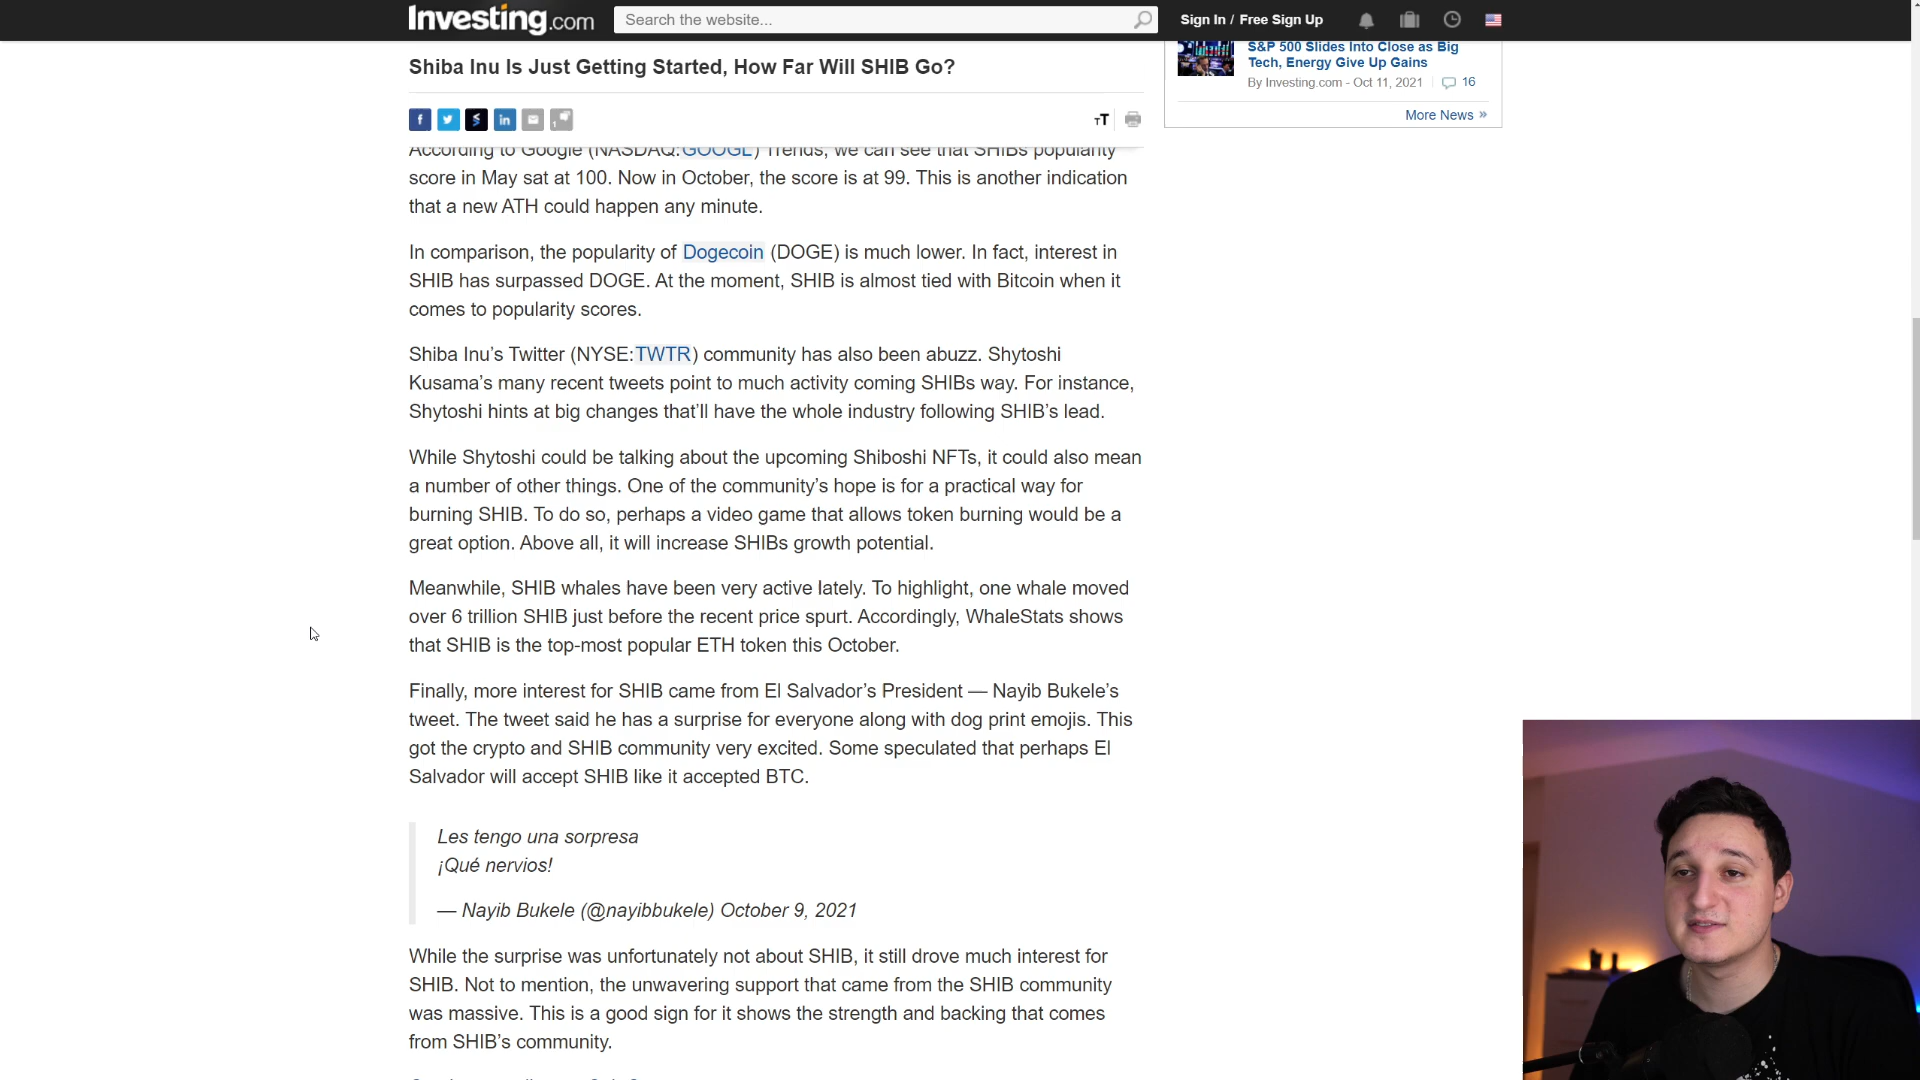 Investing.com
Search the website...
Sign In / Free Sign Up
Shiba Inu Is Just Getting Started, How Far Will SHIB Go?
S&P 500 Slides Into Close as Big
Tech, Energy Give Up Gains
By Investing.com - Oct 11, 2021 16
More News »
1
TT
According to Google (NASDAQ:GOOGL) Trends, we can see that SHIBs popularity
score in May sat at 100. Now in October, the score is at 99. This is another indication
that a new ATH could happen any minute.
In comparison, the popularity of Dogecoin (DOGE) is much lower. In fact, interest in
SHIB has surpassed DOGE. At the moment, SHIB is almost tied with Bitcoin when it
comes to popularity scores.
Shiba Inu’s Twitter (NYSE:TWTR) community has also been abuzz. Shytoshi
Kusama’s many recent tweets point to much activity coming SHIBs way. For instance,
Shytoshi hints at big changes that’ll have the whole industry following SHIB’s lead.
While Shytoshi could be talking about the upcoming Shiboshi NFTs, it could also mean
a number of other things. One of the community’s hope is for a practical way for
burning SHIB. To do so, perhaps a video game that allows token burning would be a
great option. Above all, it will increase SHIBs growth potential.
Meanwhile, SHIB whales have been very active lately. To highlight, one whale moved
over 6 trillion SHIB just before the recent price spurt. Accordingly, WhaleStats shows
that SHIB is the top-most popular ETH token this October.
Finally, more interest for SHIB came from El Salvador’s President — Nayib Bukele’s
tweet. The tweet said he has a surprise for everyone along with dog print emojis. This
got the crypto and SHIB community very excited. Some speculated that perhaps El
Salvador will accept SHIB like it accepted BTC.
Les tengo una sorpresa
¡Qué nervios!
— Nayib Bukele (@nayibbukele) October 9, 2021
While the surprise was unfortunately not about SHIB, it still drove much interest for
SHIB. Not to mention, the unwavering support that came from the SHIB community
was massive. This is a good sign for it shows the strength and backing that comes
from SHIB’s community.